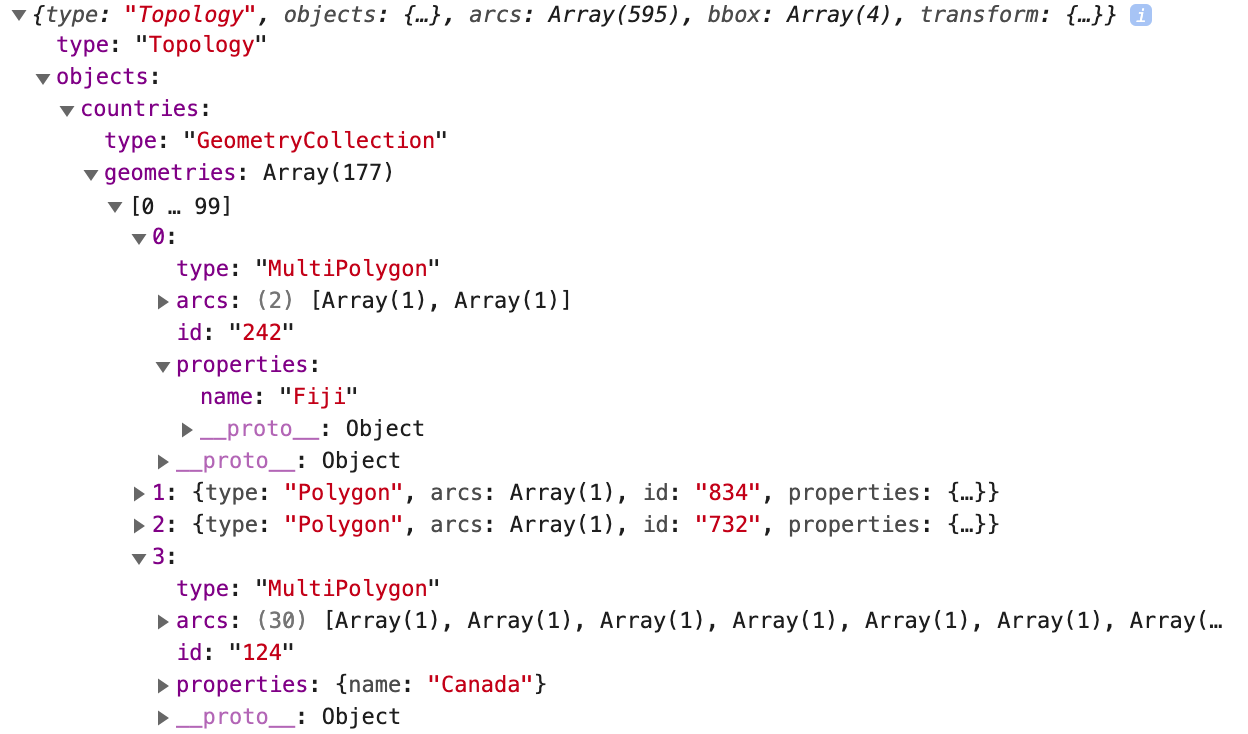 ▼{type: "Topology", objects: {…}, arcs: Array(595), bbox: Array(4), transform: {…}} i
type: "Topology"
▼objects:
▼countries:
type: "GeometryCollection"
▼geometries: Array(177)
▼[0 … 99]
▼0:
type: "MultiPolygon"
▶arcs: (2) [Array(1), Array(1)]
id: "242"
▼properties:
name: "Fiji"
▶__proto__: Object
▶__proto__: Object
▶1: {type: "Polygon", arcs: Array(1), id: "834", properties: {…}}
▶2: {type: "Polygon", arcs: Array(1), id: "732", properties: {…}}
▼3:
type: "MultiPolygon"
▶arcs: (30) [Array(1), Array(1), Array(1), Array(1), Array(1), Array(1), Array(…
id: "124"
▶properties: {name: "Canada"}
▶__proto__: Object